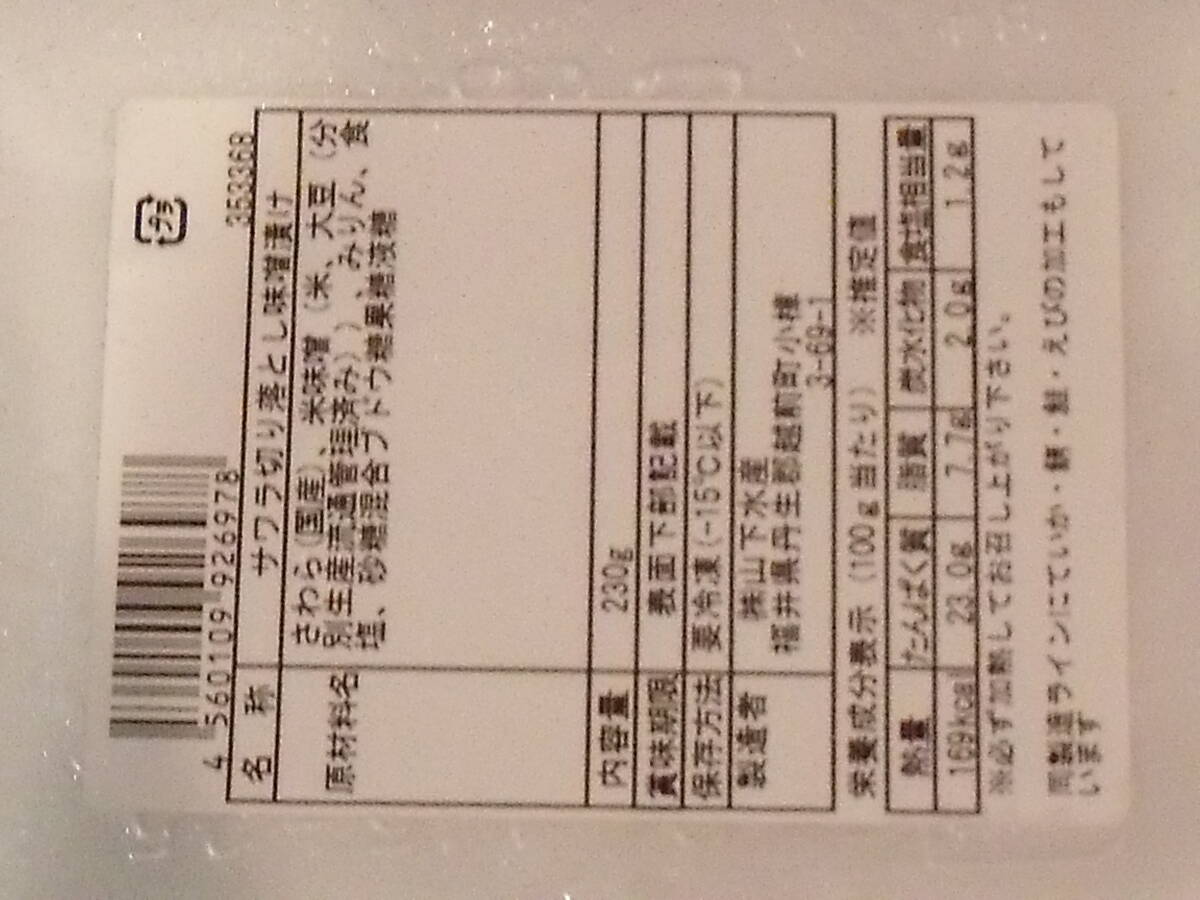 プラ
4 560109 926978
353368
名 称 サワラ切り落とし味噌漬け
原材料名 さわら(国産)、米味噌(米、大豆(分
別生産流通管理済み))、みりん、食
塩、砂糖混合ブドウ糖果糖液糖
内容量 230g
賞味期限 表面下部記載
保存方法 要冷凍(-15℃以下)
製造者 ㈱山下水産
福井県丹生郡越前町小樟
3-69-1
栄養成分表示(100g当たり) ※推定値
熱量 たんぱく質 脂質 炭水化物 食塩相当量
169kcal 23.0g 7.7g 2.0g 1.2g
※必ず加熱してお召し上がり下さい。
同製造ラインにていか・鯖・鮭・えびの加工もして
います